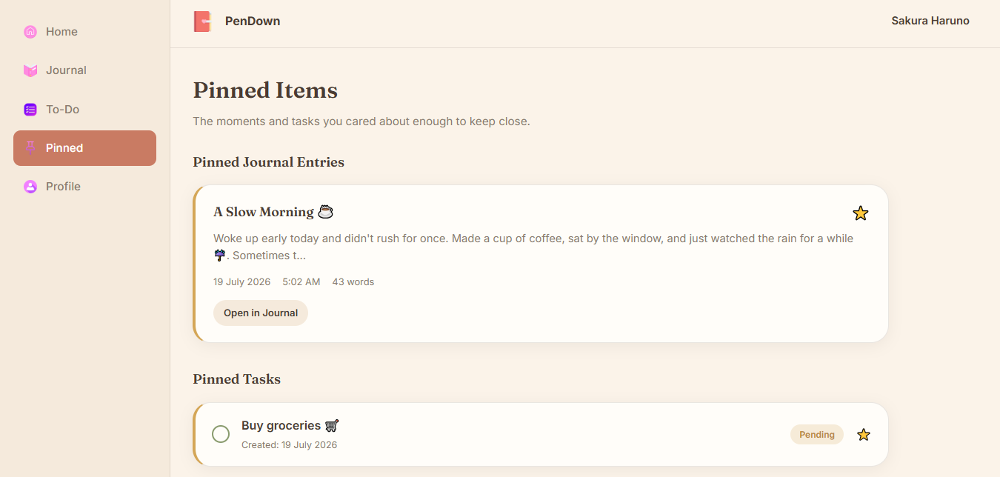 Home
Journal
To-Do
Pinned
Profile
PenDown
Sakura Haruno
Pinned Items
The moments and tasks you cared about enough to keep close.
Pinned Journal Entries
A Slow Morning ☕
Woke up early today and didn't rush for once. Made a cup of coffee, sat by the window, and just watched the rain for a while
☔. Sometimes t...
19 July 2026 5:02 AM 43 words
Open in Journal
Pinned Tasks
Buy groceries 🛒
Created: 19 July 2026
Pending